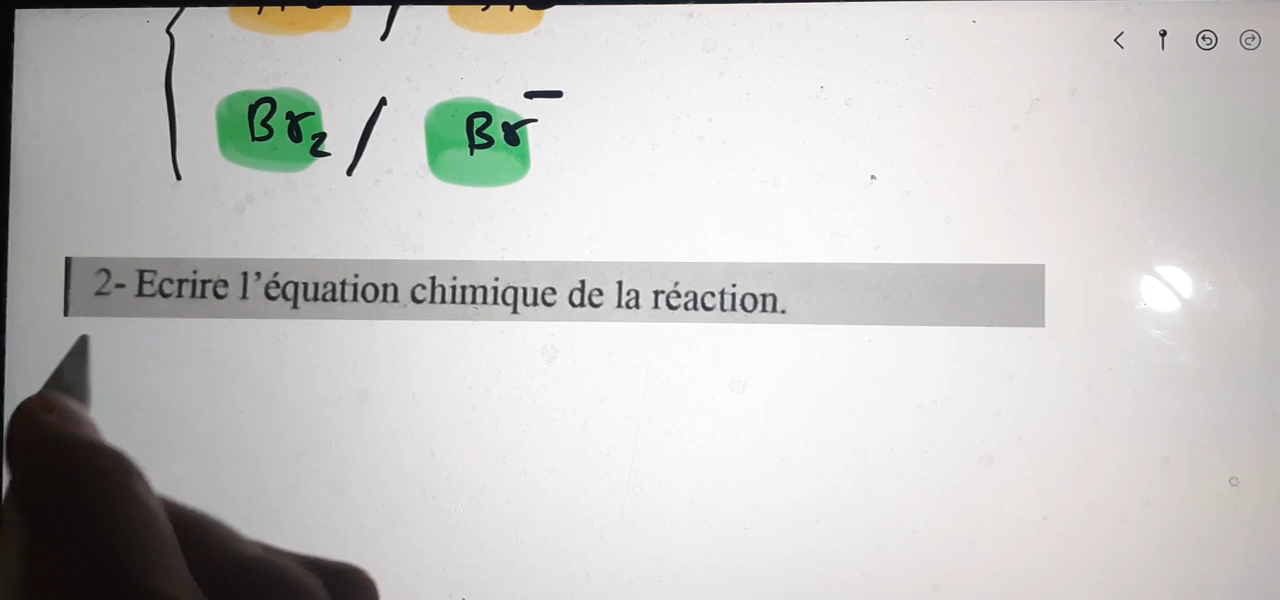 /
Br₂ / Br⁻
2- Ecrire l’équation chimique de la réaction.